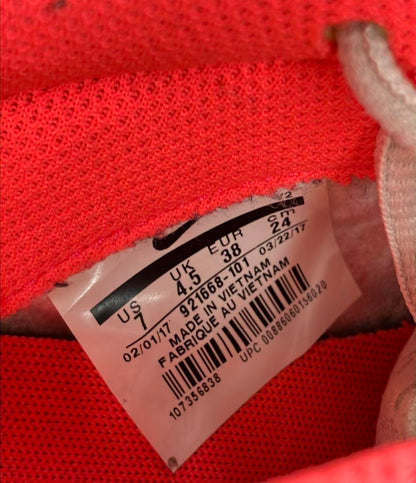 US UK EUR cm
7 4.5 38 24
02/01/17 921668-101 03/22/17
MADE IN VIETNAM
FABRIQUE AU VIETNAM
107356838 UPC 00886060156020